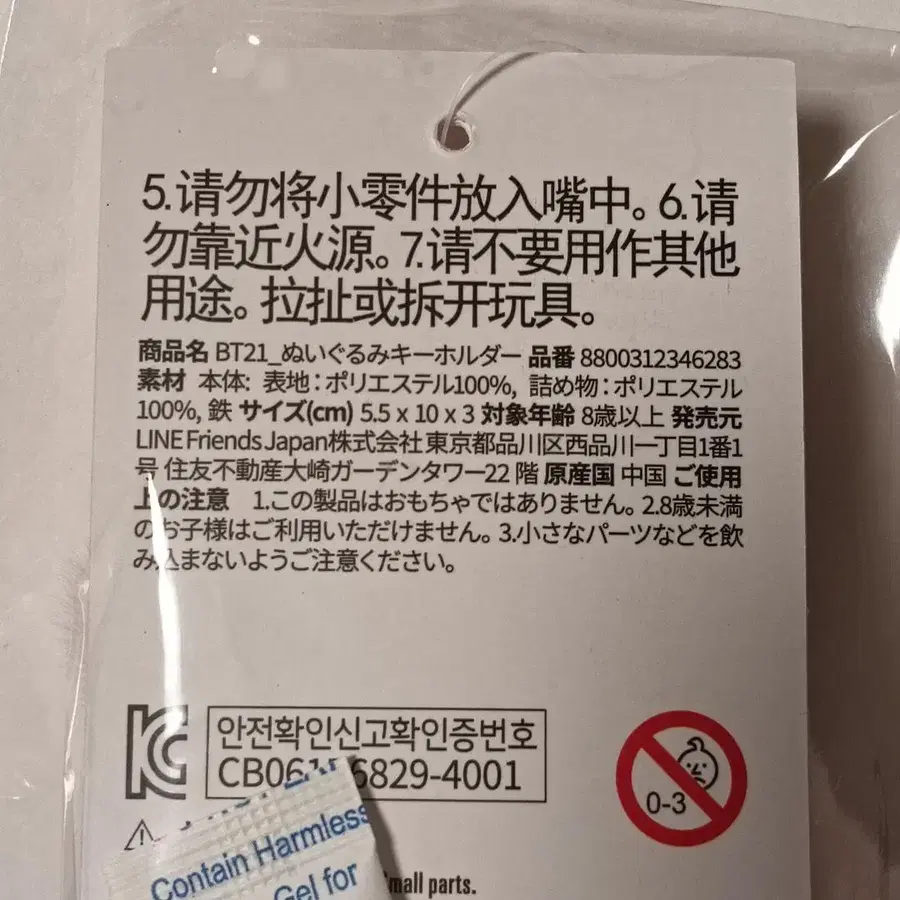 5.请勿将小零件放入嘴中。6.请
勿靠近火源。7.请不要用作其他
用途。拉扯或拆开玩具。
商品名 BT21_ぬいぐるみキーホルダー 品番 8800312346283
素材 本体: 表地:ポリエステル100%, 詰め物:ポリエステル
100%, 鉄 サイズ(cm) 5.5 x 10 x 3 対象年齢 8歳以上 発売元
LINE Friends Japan株式会社 東京都品川区西品川一丁目1番1
号 住友不動産大崎ガーデンタワー22 階 原産国 中国 ご使用
上の注意 1.この製品はおもちゃではありません。2.8歳未満
のお子様はご利用いただけません。3.小さなパーツなどを飲
み込まないようご注意ください。
안전확인신고확인증번호
CB061 6829-4001
0-3
Contain Harmless
Gel for
small parts.